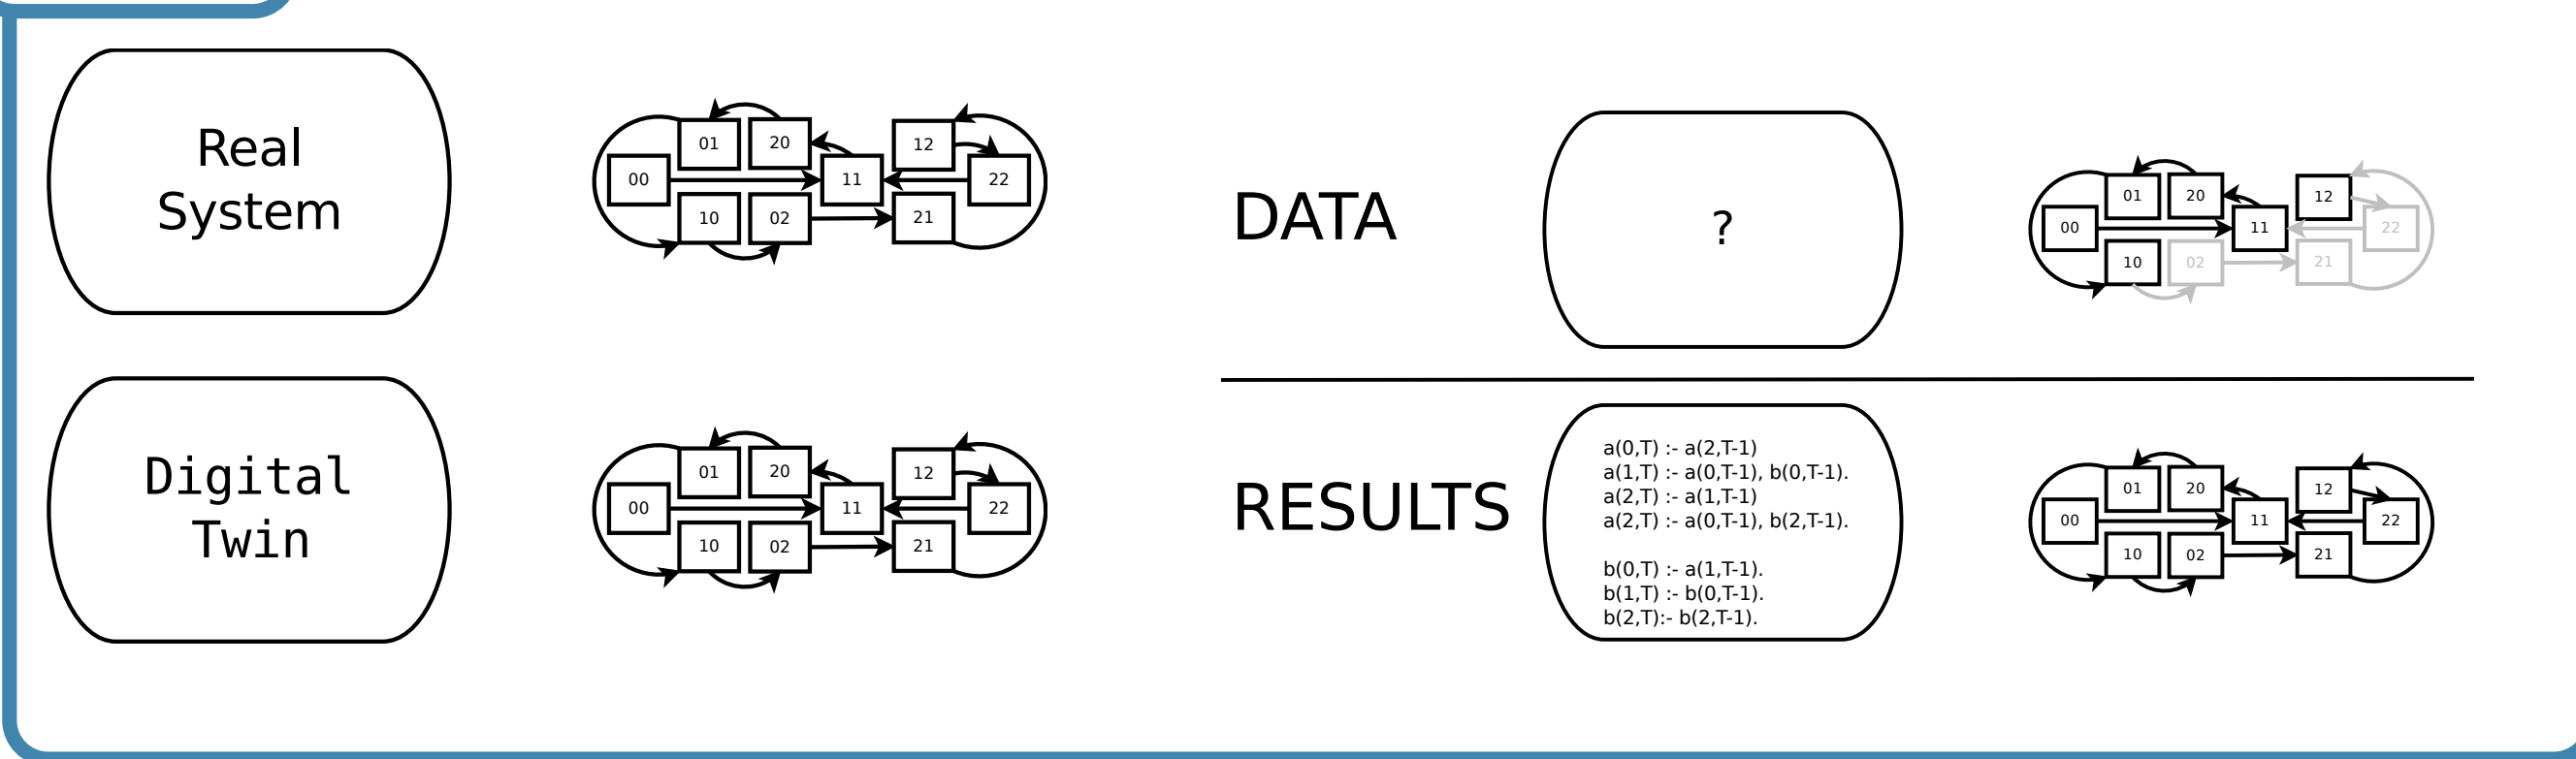 Real
System
01
20
12
00
11
22
10
02
21
DATA
?
01
20
12
00
11
22
10
02
21
Digital
Twin
01
20
12
00
11
22
10
02
21
RESULTS
a(0,T) :- a(2,T-1)
a(1,T) :- a(0,T-1), b(0,T-1).
a(2,T) :- a(1,T-1)
a(2,T) :- a(0,T-1), b(2,T-1).
b(0,T) :- a(1,T-1).
b(1,T) :- b(0,T-1).
b(2,T):- b(2,T-1).
01
20
12
00
11
22
10
02
21